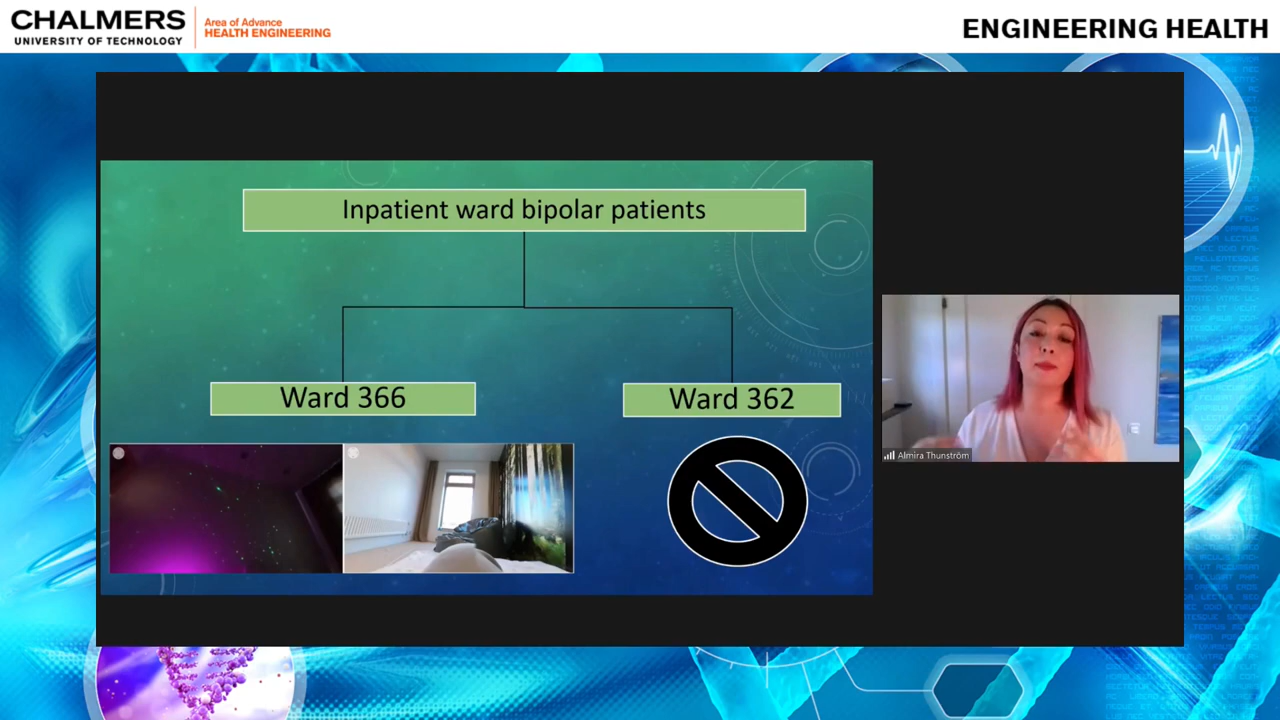 CHALMERS
UNIVERSITY OF TECHNOLOGY
Area of Advance
HEALTH ENGINEERING
ENGINEERING HEALTH
Inpatient ward bipolar patients
Ward 366
Ward 362
Almira Thunström